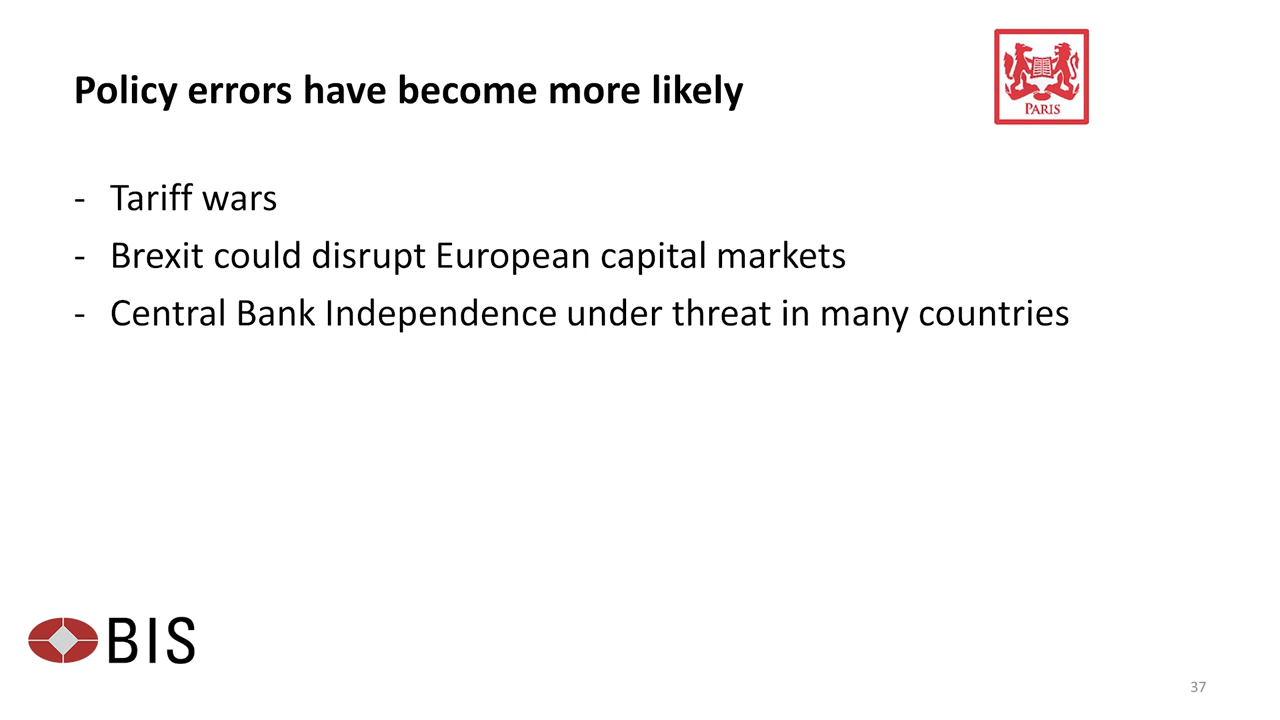 Policy errors have become more likely
PARIS
- Tariff wars
- Brexit could disrupt European capital markets
- Central Bank Independence under threat in many countries
BIS
37